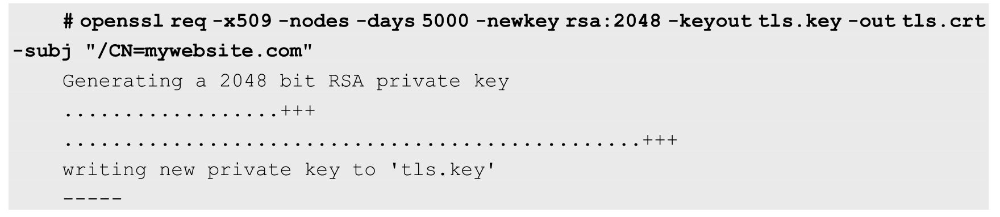 # openssl req -x509 -nodes -days 5000 -newkey rsa:2048 -keyout tls.key -out tls.crt
-subj "/CN=mywebsite.com"
Generating a 2048 bit RSA private key
..................+++
................................................+++
writing new private key to 'tls.key'
-----